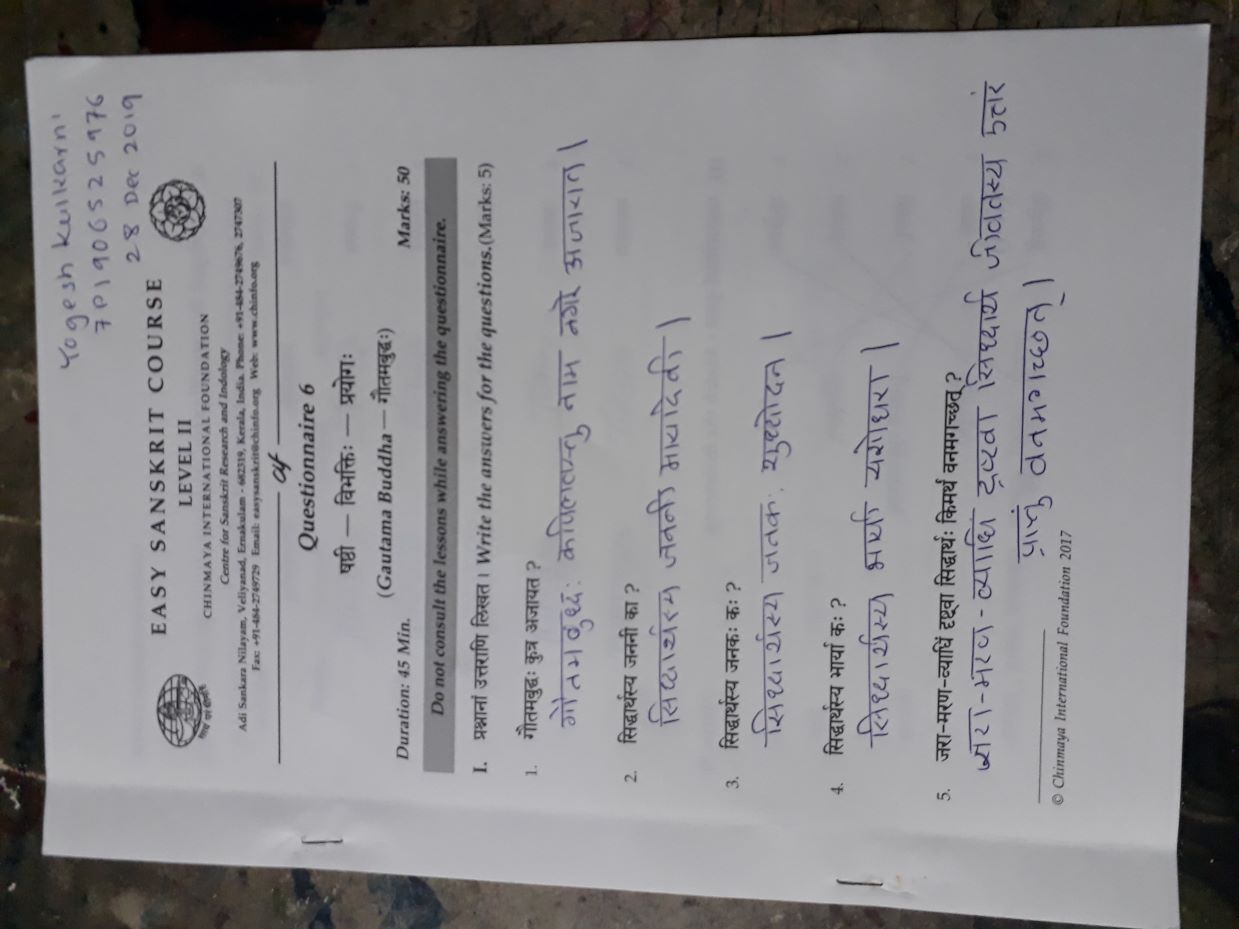 Yogesh Kulkarni
7P1906525976
28 Dec 2019
EASY SANSKRIT COURSE
LEVEL II
CHINMAYA INTERNATIONAL FOUNDATION
Centre for Sanskrit Research and Indology
Adi Sankara Nilayam, Veliyanad, Ernakulam - 682319, Kerala, India. Phone: +91-484-2749676, 2747307
Fax: +91-484-2749729 Email: easysanskrit@chinfo.org Web: www.chinfo.org
Questionnaire 6
षष्ठी — विभक्तिः — प्रयोगः
(Gautama Buddha — गौतमबुद्धः)
Duration: 45 Min. Marks: 50
Do not consult the lessons while answering the questionnaire.
I. प्रश्नानां उत्तराणि लिखत । Write the answers for the questions.(Marks: 5)
1. गौतमबुद्धः कुत्र अजायत ?
गौतमबुध्दः कपिलवस्तु नाम नगरे अजायत ।
2. सिद्धार्थस्य जननी का ?
सिध्दार्थस्य जननी मायादेवी ।
3. सिद्धार्थस्य जनकः कः ?
सिध्दार्थस्य जनकः शुध्दोदन ।
4. सिद्धार्थस्य भार्या कः ?
सिध्दार्थस्य भार्या यशोधरा ।
5. जरा-मरण-व्याधिं दृष्ट्वा सिद्धार्थः किमर्थं वनमगच्छत् ?
जरा-मरण-व्याधिं द्रष्टवा सिध्दार्थ जीवतस्य उत्तरं
प्राप्तुं वनमगच्छत् ।
© Chinmaya International Foundation 2017